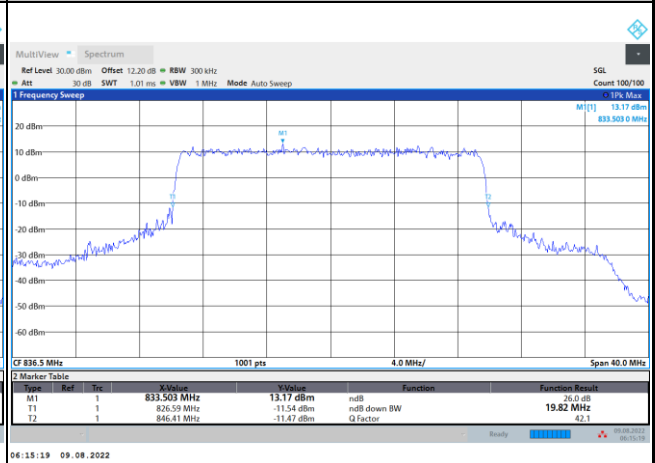 MultiView Spectrum
Ref Level 30.00 dBm Offset 12.20 dB RBW 300 kHz SGL
Att 30 dB SWT 1.01 ms VBW 1 MHz Mode Auto Sweep Count 100/100
1 Frequency Sweep 1Pk Max
M1[1] 13.17 dBm
833.503 0 MHz
20 dBm
M1
10 dBm
0 dBm
T1 T2
-10 dBm
-20 dBm
-30 dBm
-40 dBm
-50 dBm
-60 dBm
CF 836.5 MHz 1001 pts 4.0 MHz/ Span 40.0 MHz
2 Marker Table
Type Ref Trc X-Value Y-Value Function Function Result
M1 1 833.503 MHz 13.17 dBm ndB 26.0 dB
T1 1 826.59 MHz -11.54 dBm ndB down BW 19.82 MHz
T2 1 846.41 MHz -11.47 dBm Q Factor 42.1
Ready 09.08.2022
06:15:19
06:15:19 09.08.2022